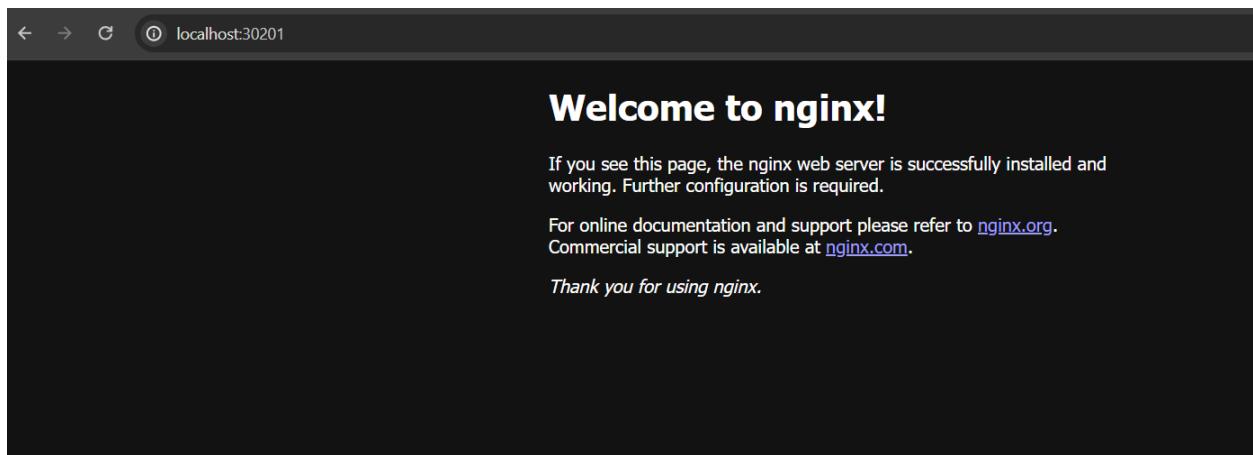 localhost:30201
Welcome to nginx!
If you see this page, the nginx web server is successfully installed and
working. Further configuration is required.
For online documentation and support please refer to nginx.org.
Commercial support is available at nginx.com.
Thank you for using nginx.